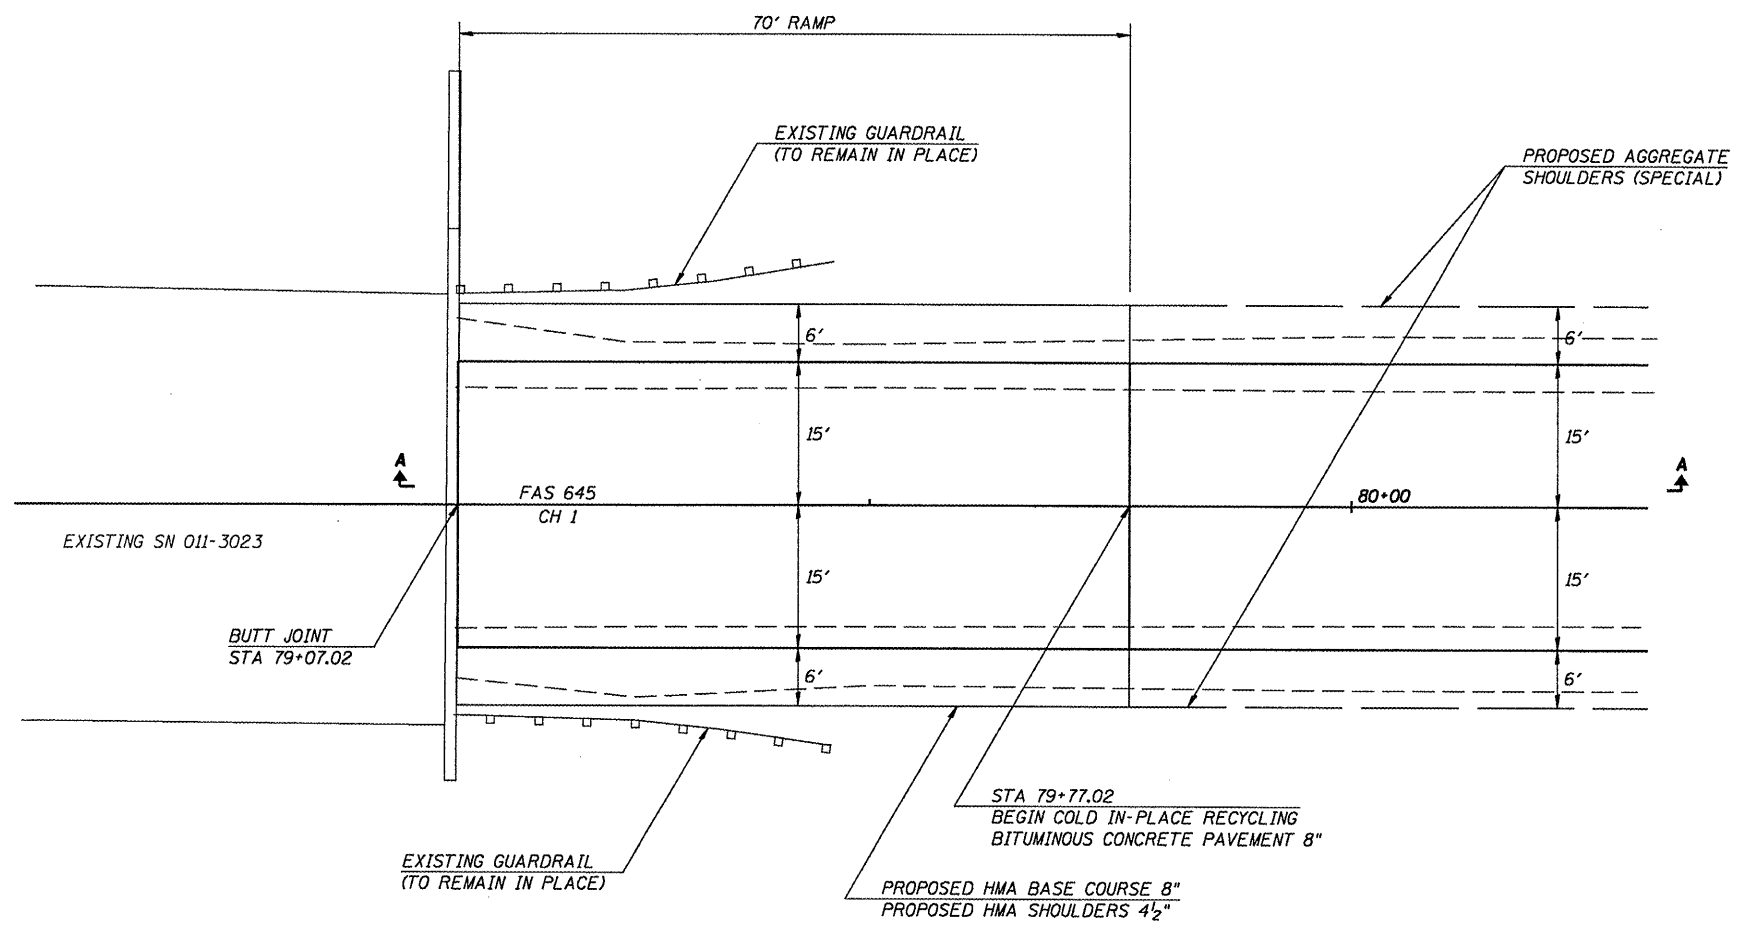 70' RAMP
EXISTING GUARDRAIL
(TO REMAIN IN PLACE)
PROPOSED AGGREGATE
SHOULDERS (SPECIAL)
6'
6'
15'
15'
A
A
FAS 645
CH 1
80+00
EXISTING SN 011-3023
15'
15'
BUTT JOINT
STA 79+07.02
6'
6'
STA 79+77.02
BEGIN COLD IN-PLACE RECYCLING
BITUMINOUS CONCRETE PAVEMENT 8"
EXISTING GUARDRAIL
(TO REMAIN IN PLACE)
PROPOSED HMA BASE COURSE 8"
PROPOSED HMA SHOULDERS 4½"